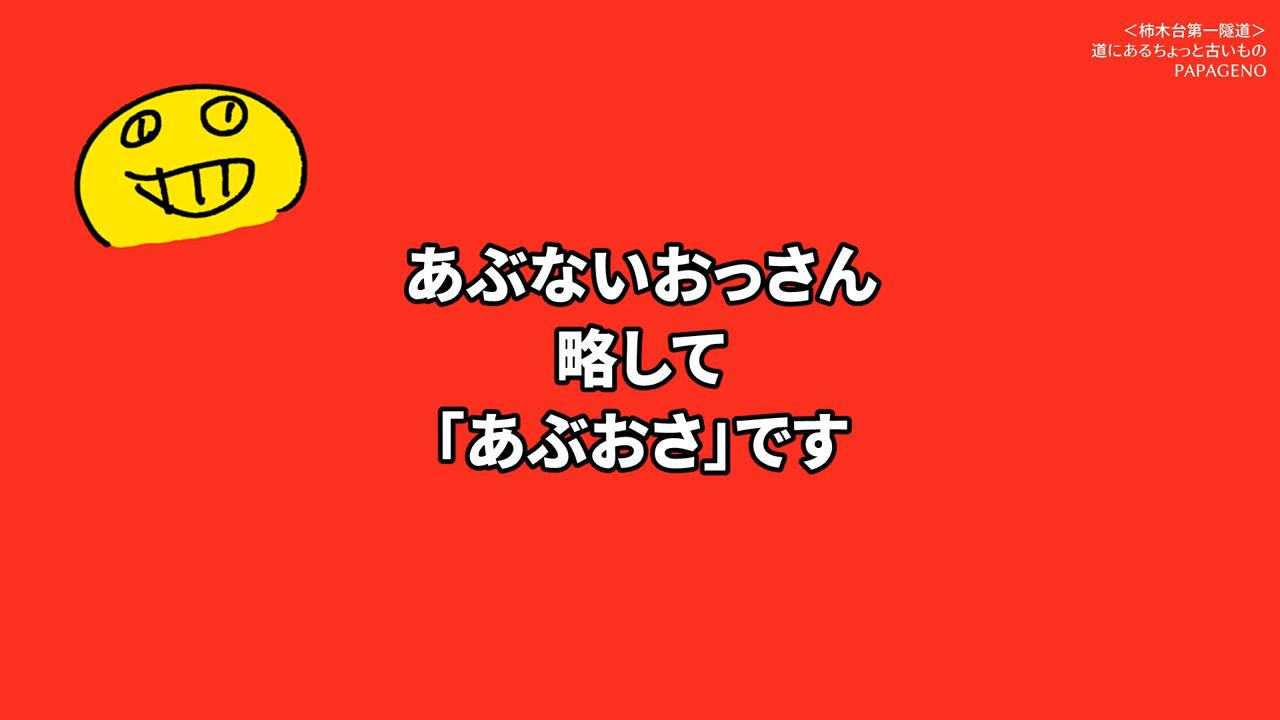 ＜柿木台第一隧道＞
道にあるちょっと古いもの
PAPAGENO
あぶないおっさん
略して
「あぶおさ」です